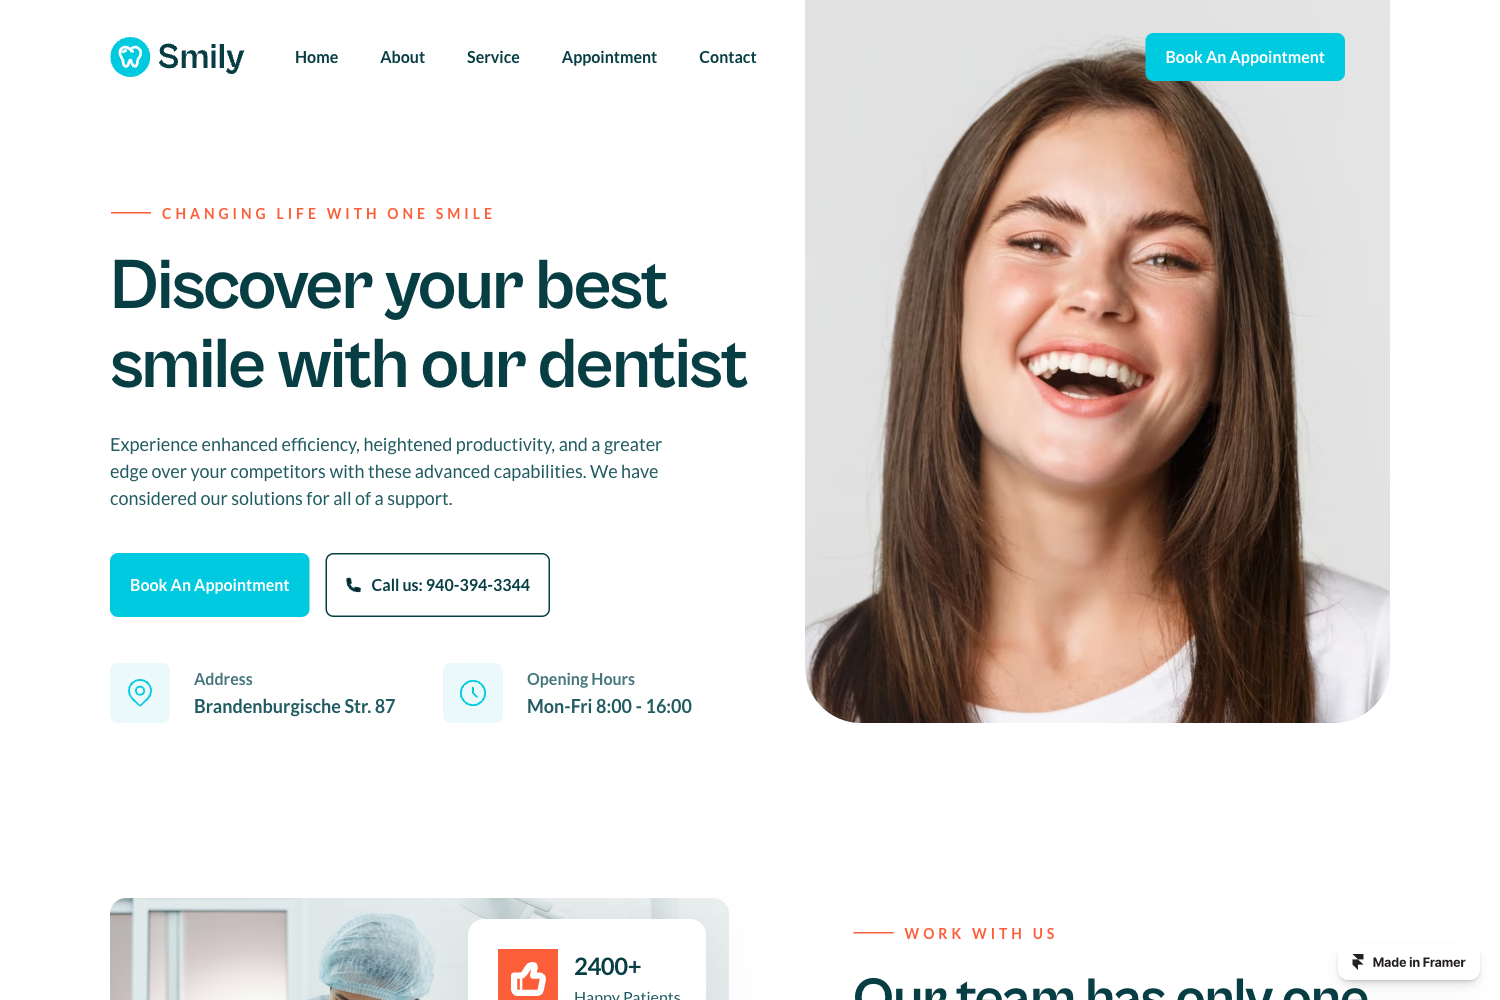 Smily
Home
About
Service
Appointment
Contact
Book An Appointment
CHANGING LIFE WITH ONE SMILE
Discover your best
smile with our dentist
Experience enhanced efficiency, heightened productivity, and a greater
edge over your competitors with these advanced capabilities. We have
considered our solutions for all of a support.
Book An Appointment
Call us: 940-394-3344
Address
Brandenburgische Str. 87
Opening Hours
Mon-Fri 8:00 - 16:00
2400+
Happy Patients
WORK WITH US
Our team has only one
Made in Framer